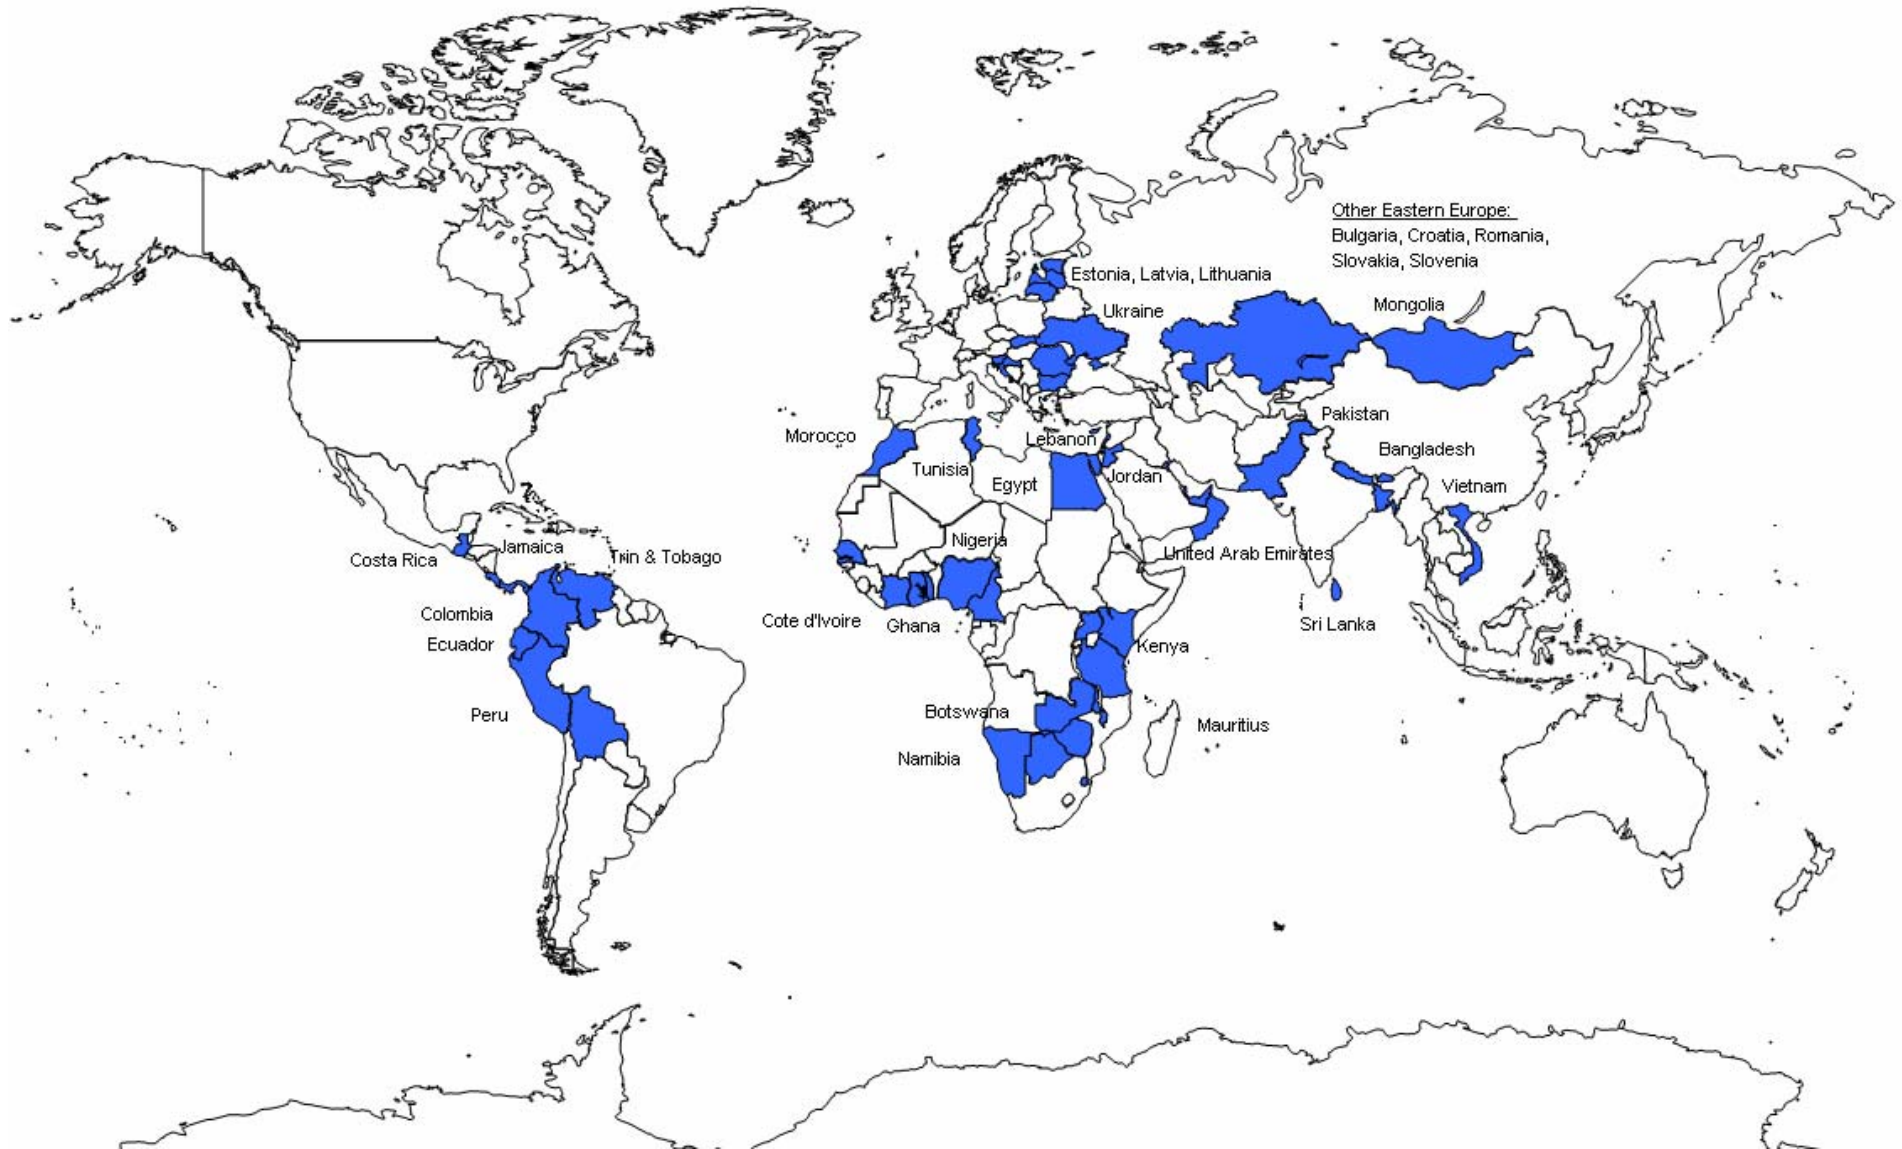 Other Eastern Europe:
Bulgaria, Croatia, Romania,
Slovakia, Slovenia
Estonia, Latvia, Lithuania
Ukraine
Mongolia
Pakistan
Morocco
Lebanon
Bangladesh
Tunisia
Egypt
Jordan
Vietnam
Nigeria
Costa Rica
Jamaica
Trin & Tobago
United Arab Emirates
Colombia
Cote d'Ivoire
Ghana
Sri Lanka
Ecuador
Kenya
Peru
Botswana
Mauritius
Namibia